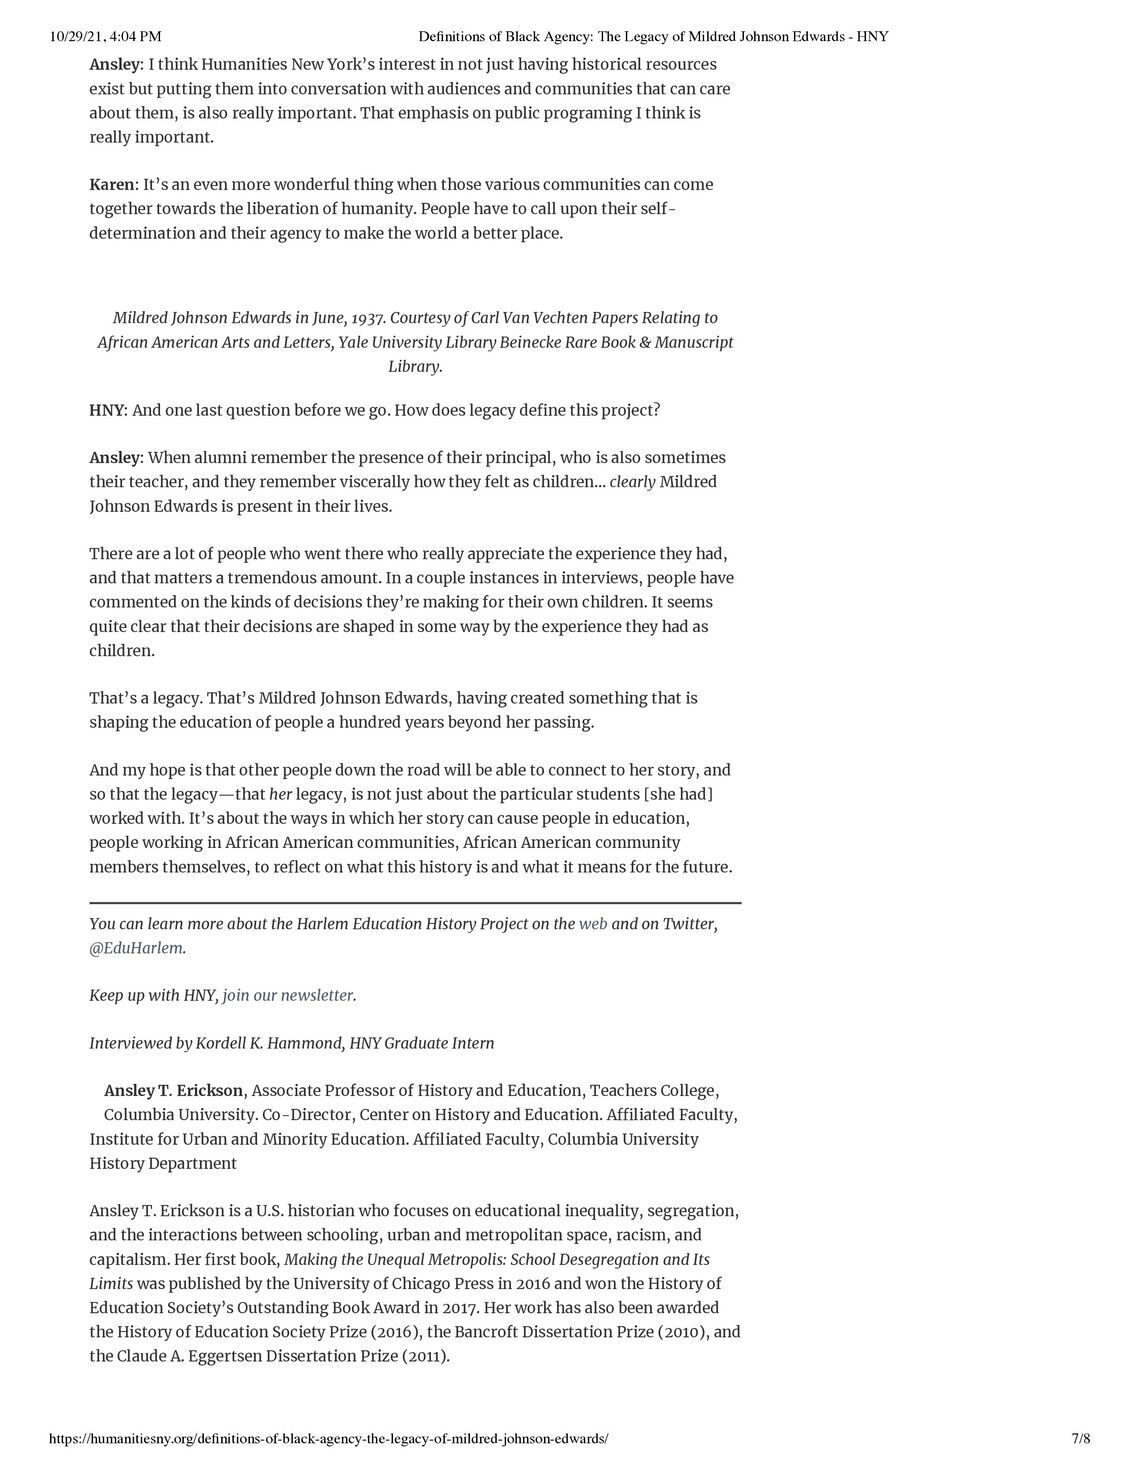 10/29/21, 4:04 PM Definitions of Black Agency: The Legacy of Mildred Johnson Edwards - HNY
Ansley: I think Humanities New York’s interest in not just having historical resources
exist but putting them into conversation with audiences and communities that can care
about them, is also really important. That emphasis on public programing I think is
really important.
Karen: It’s an even more wonderful thing when those various communities can come
together towards the liberation of humanity. People have to call upon their self-
determination and their agency to make the world a better place.
Mildred Johnson Edwards in June, 1937. Courtesy of Carl Van Vechten Papers Relating to
African American Arts and Letters, Yale University Library Beinecke Rare Book & Manuscript
Library.
HNY: And one last question before we go. How does legacy define this project?
Ansley: When alumni remember the presence of their principal, who is also sometimes
their teacher, and they remember viscerally how they felt as children... clearly Mildred
Johnson Edwards is present in their lives.
There are a lot of people who went there who really appreciate the experience they had,
and that matters a tremendous amount. In a couple instances in interviews, people have
commented on the kinds of decisions they’re making for their own children. It seems
quite clear that their decisions are shaped in some way by the experience they had as
children.
That’s a legacy. That’s Mildred Johnson Edwards, having created something that is
shaping the education of people a hundred years beyond her passing.
And my hope is that other people down the road will be able to connect to her story, and
so that the legacy—that her legacy, is not just about the particular students [she had]
worked with. It’s about the ways in which her story can cause people in education,
people working in African American communities, African American community
members themselves, to reflect on what this history is and what it means for the future.
You can learn more about the Harlem Education History Project on the web and on Twitter,
@EduHarlem.
Keep up with HNY, join our newsletter.
Interviewed by Kordell K. Hammond, HNY Graduate Intern
Ansley T. Erickson, Associate Professor of History and Education, Teachers College,
Columbia University. Co-Director, Center on History and Education. Affiliated Faculty,
Institute for Urban and Minority Education. Affiliated Faculty, Columbia University
History Department
Ansley T. Erickson is a U.S. historian who focuses on educational inequality, segregation,
and the interactions between schooling, urban and metropolitan space, racism, and
capitalism. Her first book, Making the Unequal Metropolis: School Desegregation and Its
Limits was published by the University of Chicago Press in 2016 and won the History of
Education Society’s Outstanding Book Award in 2017. Her work has also been awarded
the History of Education Society Prize (2016), the Bancroft Dissertation Prize (2010), and
the Claude A. Eggertsen Dissertation Prize (2011).
https://humanitiesny.org/definitions-of-black-agency-the-legacy-of-mildred-johnson-edwards/ 7/8